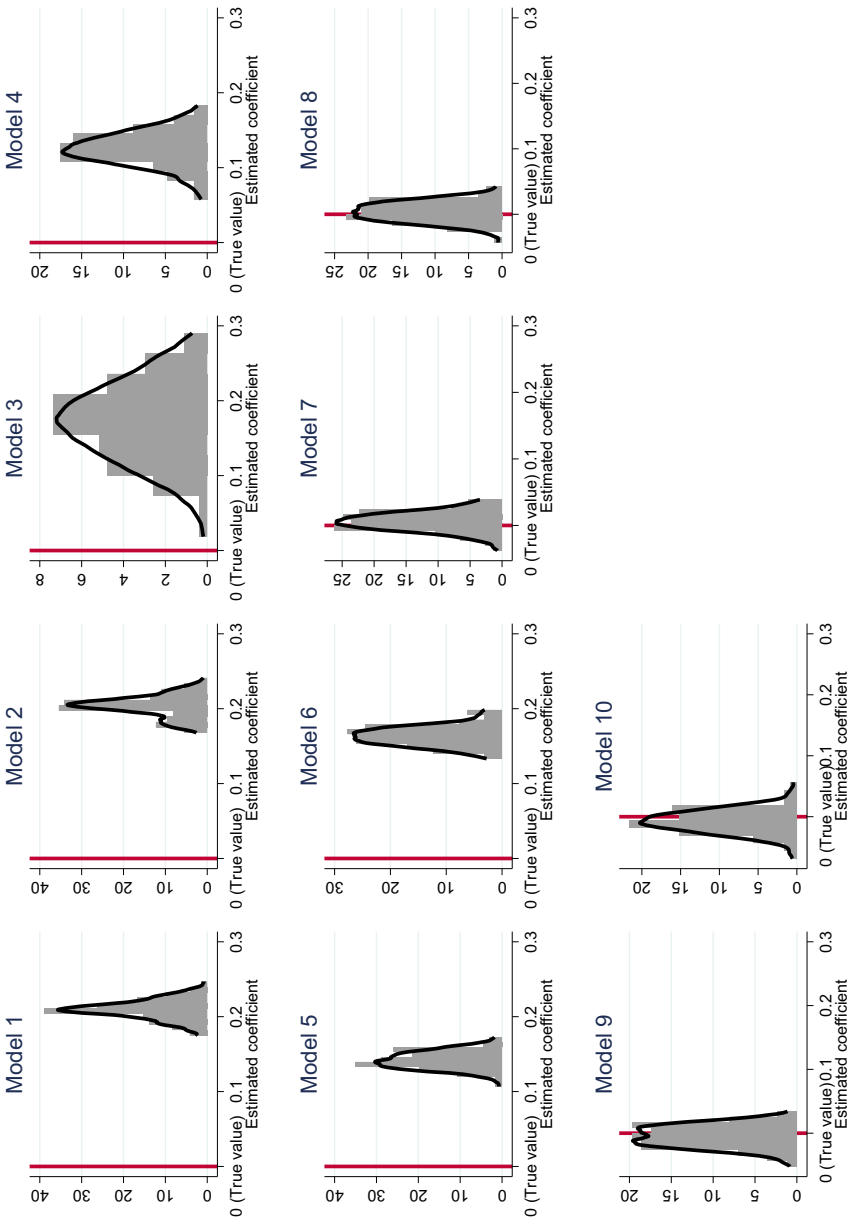 Model 1
40
30
20
10
0
0 (True value) 0.1 0.2 0.3
Estimated coefficient
Model 2
40
30
20
10
0
0 (True value) 0.1 0.2 0.3
Estimated coefficient
Model 3
8
6
4
2
0
0 (True value) 0.1 0.2 0.3
Estimated coefficient
Model 4
20
15
10
5
0
0 (True value) 0.1 0.2 0.3
Estimated coefficient
Model 5
40
30
20
10
0
0 (True value) 0.1 0.2 0.3
Estimated coefficient
Model 6
30
20
10
0
0 (True value) 0.1 0.2 0.3
Estimated coefficient
Model 7
25
20
15
10
5
0
0 (True value) 0.1 0.2 0.3
Estimated coefficient
Model 8
25
20
15
10
5
0
0 (True value) 0.1 0.2 0.3
Estimated coefficient
Model 9
20
15
10
5
0
0 (True value) 0.1 0.2 0.3
Estimated coefficient
Model 10
20
15
10
5
0
0 (True value) 0.1 0.2 0.3
Estimated coefficient